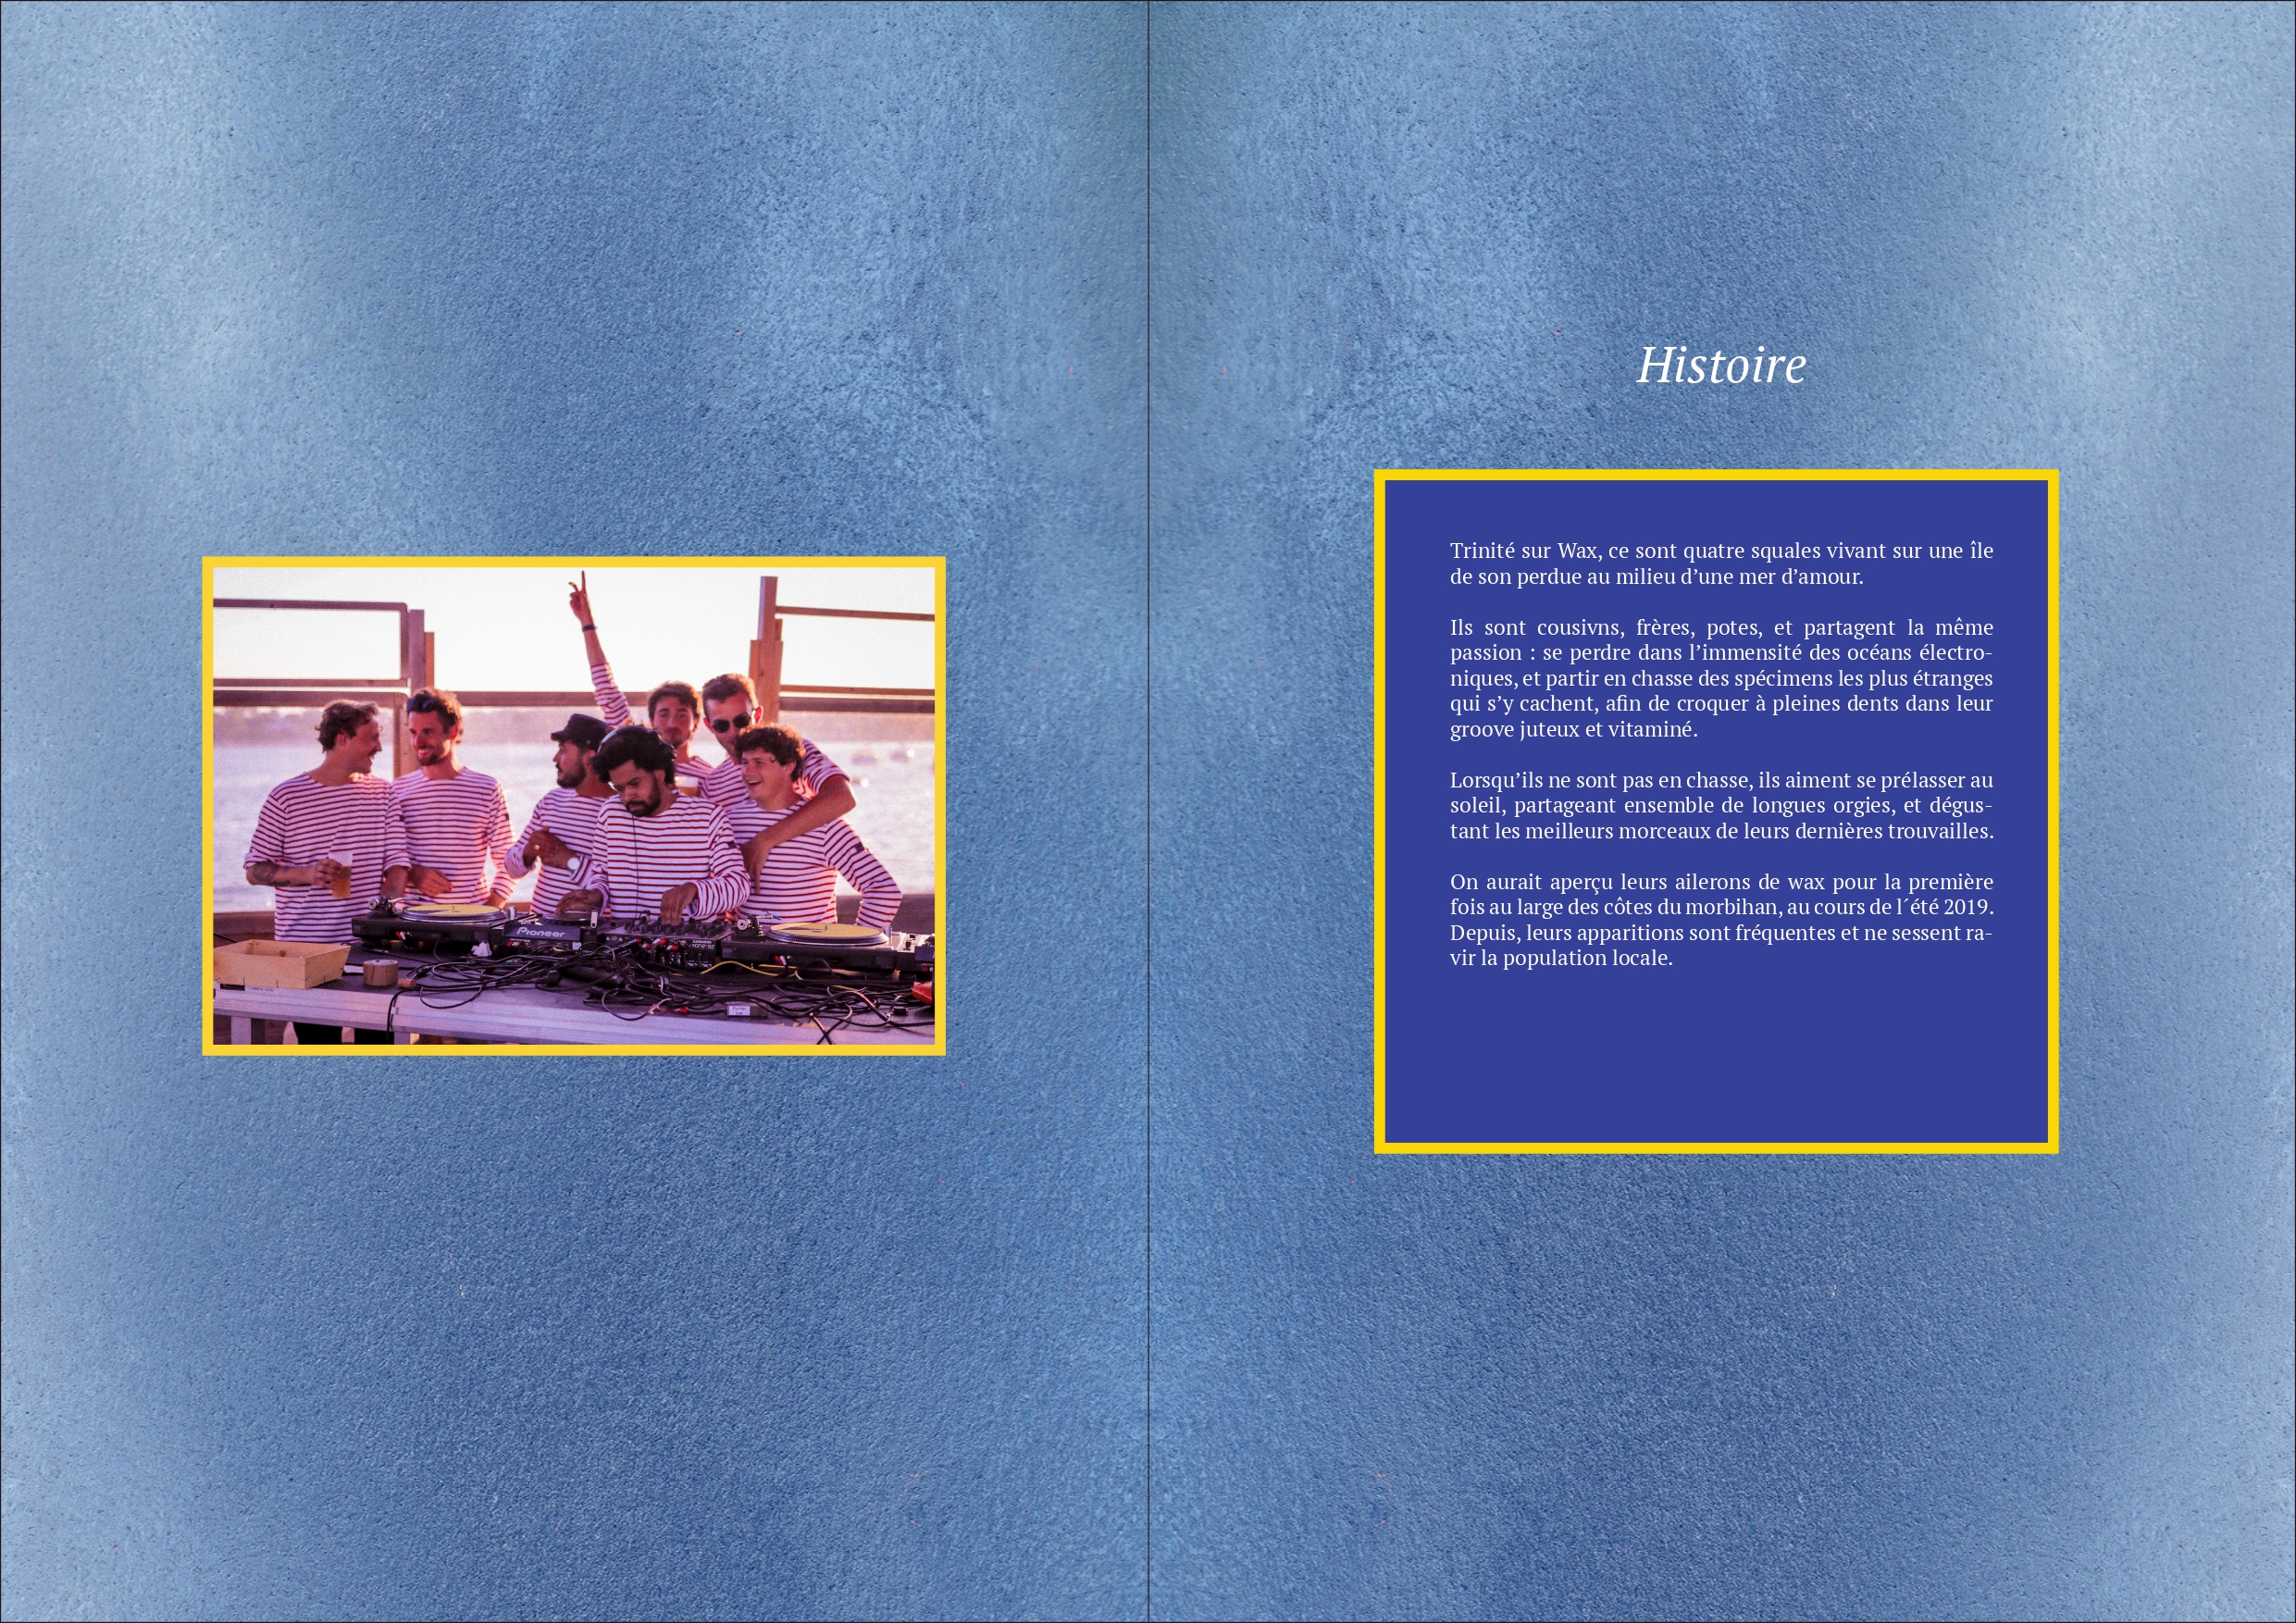 Pioneer
Histoire
Trinité sur Wax, ce sont quatre squales vivant sur une île
de son perdue au milieu d’une mer d’amour.
Ils sont cousivns, frères, potes, et partagent la même
passion : se perdre dans l’immensité des océans électro-
niques, et partir en chasse des spécimens les plus étranges
qui s’y cachent, afin de croquer à pleines dents dans leur
groove juteux et vitaminé.
Lorsqu’ils ne sont pas en chasse, ils aiment se prélasser au
soleil, partageant ensemble de longues orgies, et dégus-
tant les meilleurs morceaux de leurs dernières trouvailles.
On aurait aperçu leurs ailerons de wax pour la première
fois au large des côtes du morbihan, au cours de l´été 2019.
Depuis, leurs apparitions sont fréquentes et ne sessent ra-
vir la population locale.